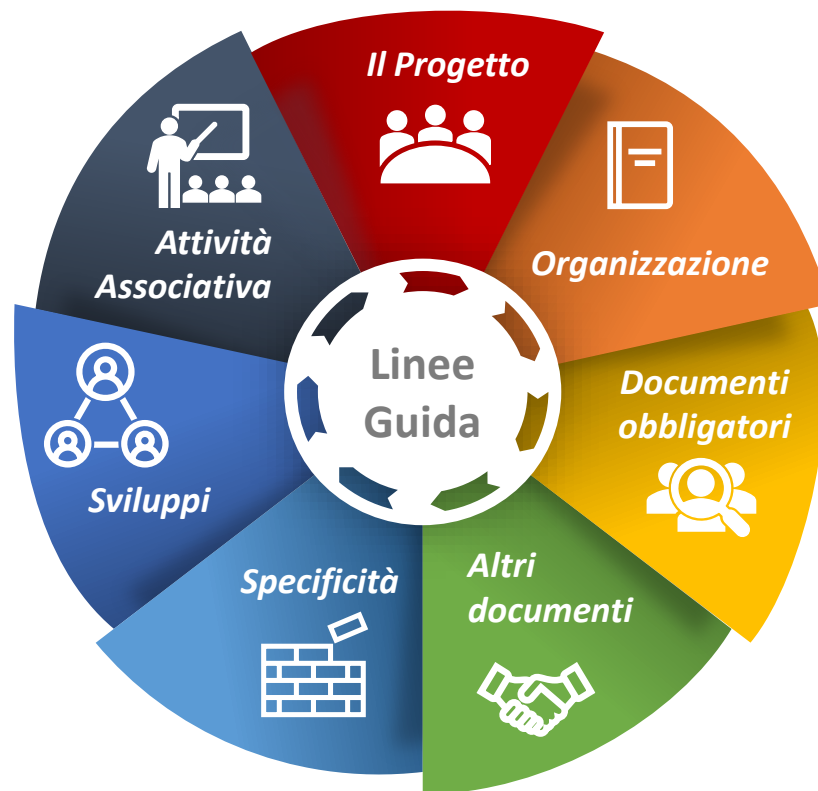 Il Progetto
Organizzazione
Documenti
obbligatori
Altri
documenti
Specificità
Sviluppi
Attività
Associativa
Linee
Guida